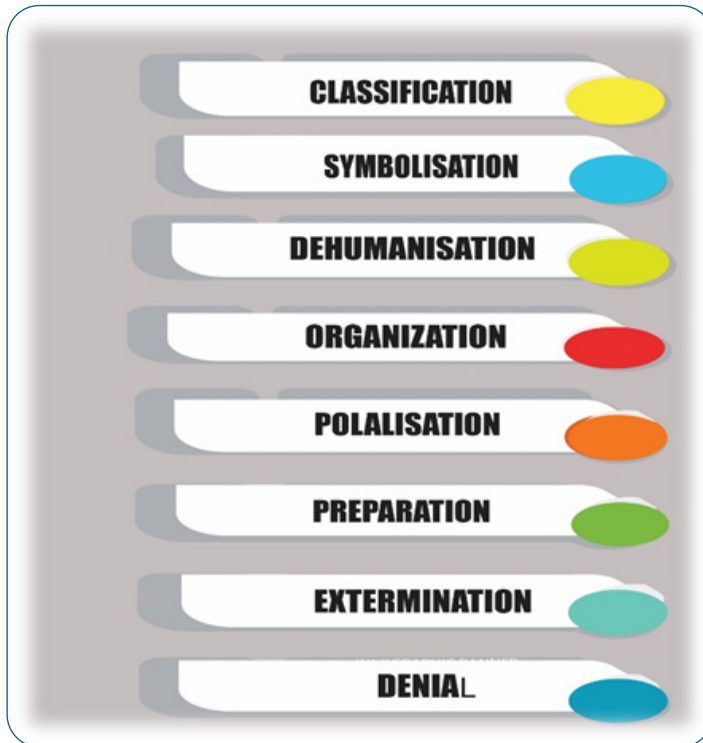 CLASSIFICATION
SYMBOLISATION
DEHUMANISATION
ORGANIZATION
POLALISATION
PREPARATION
EXTERMINATION
DENIAL